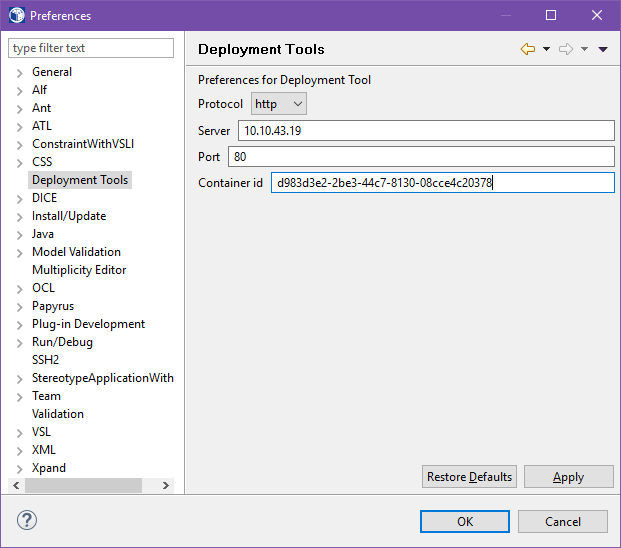 Preferences
type filter text
General
Alf
Ant
ATL
ConstraintWithVSLl
CSS
Deployment Tools
DICE
Install/Update
Java
Model Validation
Multiplicity Editor
OCL
Papyrus
Plug-in Development
Run/Debug
SSH2
StereotypeApplicationWith
Team
Validation
VSL
XML
Xpand
Deployment Tools
Preferences for Deployment Tool
Protocol http
Server 10.10.43.19
Port 80
Container id d983d3e2-2be3-44c7-8130-08cce4c20378
Restore Defaults Apply
? OK Cancel